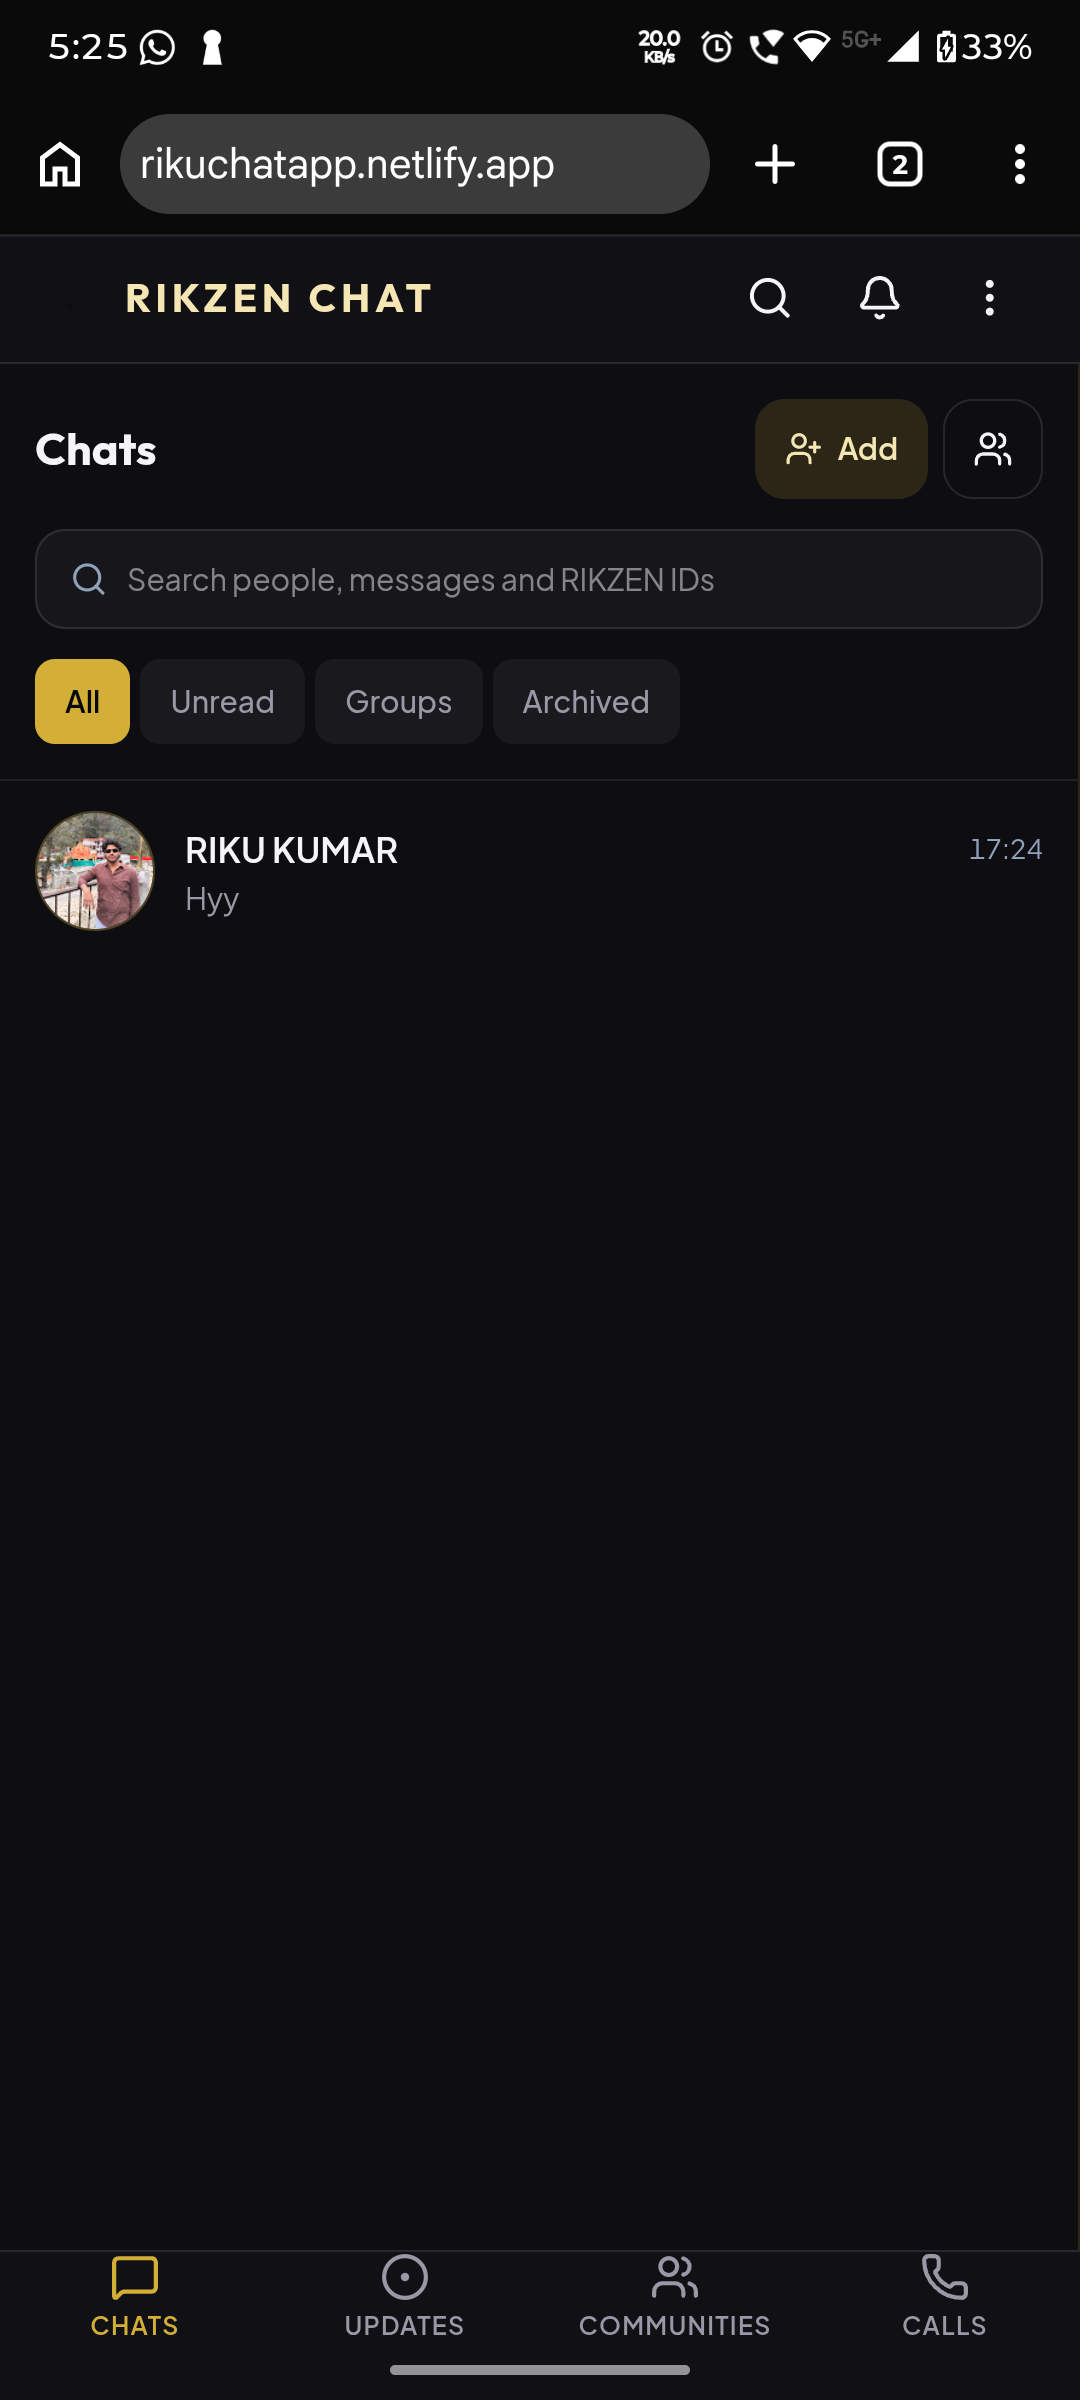 5:25 20.0 KB/s 5G+ 33%
rikuchatapp.netlify.app 2
RIKZEN CHAT
Chats Add
Search people, messages and RIKZEN IDs
All Unread Groups Archived
RIKU KUMAR 17:24
Hyy
CHATS UPDATES COMMUNITIES CALLS